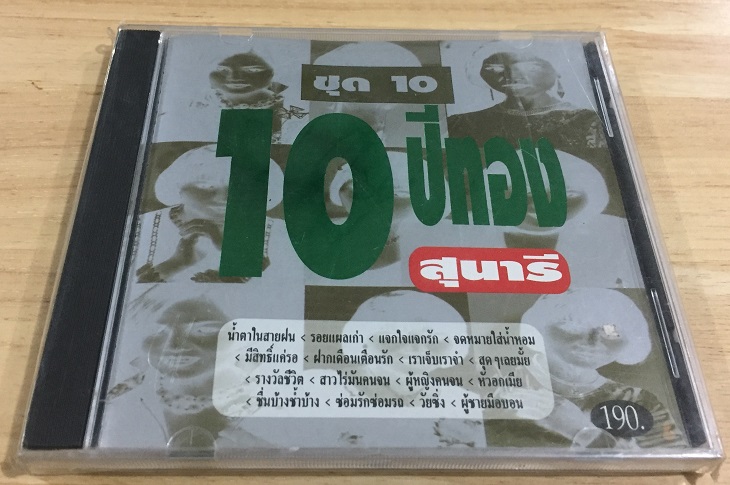 ชุด 10
10 ปีทอง
สุนารี
น้ำตาในสายฝน < รอยแผลเก่า < แจกใจแจกรัก < จดหมายใส่น้ำหอม
< มีสิทธิ์แค่รอ < ฝากเดือนเตือนรัก < เราเจ็บเราจำ < สุดๆเลยมั้ย
< รางวัลชีวิต < สาวไร่มันคนจน < ผู้หญิงคนจน < หัวอกเมีย
< ชื่นบ้างช้ำบ้าง < ซ่อมรักซ่อมรถ < วัยซิ่ง < ผู้ชายมือบอน
190.